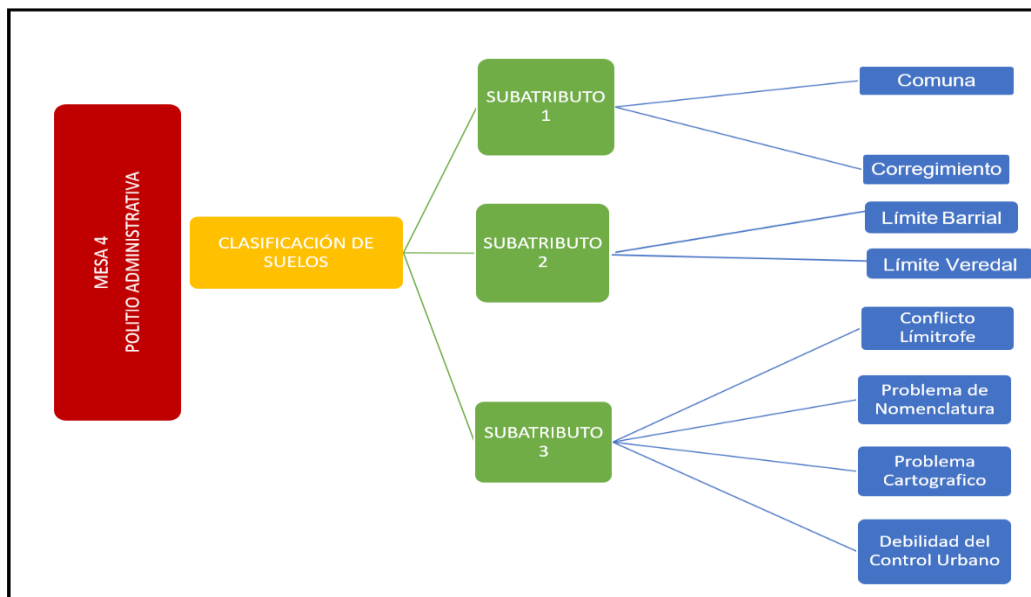 MESA 4
POLITIO ADMINISTRATIVA
CLASIFICACIÓN DE
SUELOS
SUBATRIBUTO
1
Comuna
Corregimiento
SUBATRIBUTO
2
Límite Barrial
Límite Veredal
SUBATRIBUTO
3
Conflicto
Límitrofe
Problema de
Nomenclatura
Problema
Cartografico
Debilidad del
Control Urbano